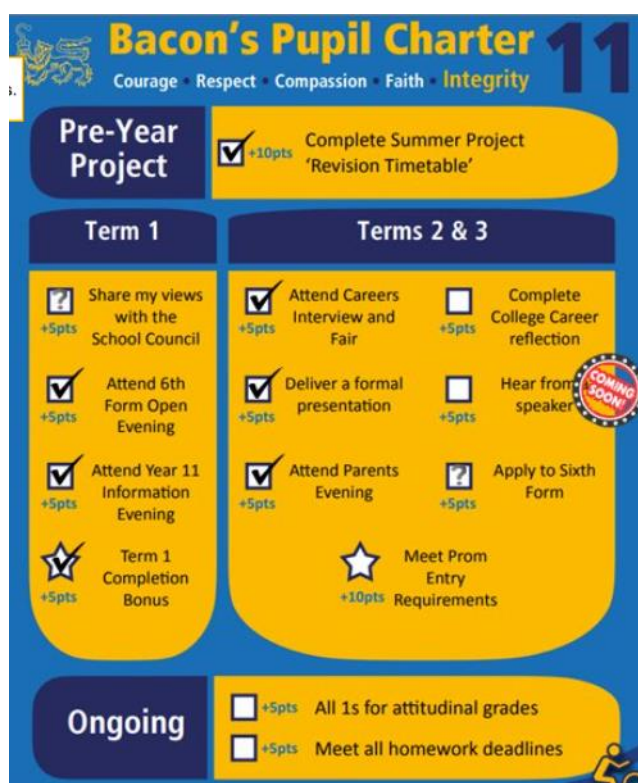 Bacon's Pupil Charter
11
s.
Courage • Respect • Compassion • Faith • Integrity
Pre-Year
Project
+10pts
Complete Summer Project
'Revision Timetable'
Term 1
?
+5pts
Share my views
with the
School Council
+5pts
Attend 6th
Form Open
Evening
+5pts
Attend Year 11
Information
Evening
+5pts
Term 1
Completion
Bonus
Terms 2 & 3
+5pts
Attend Careers
Interview and
Fair
+5pts
Complete
College Career
reflection
+5pts
Deliver a formal
presentation
+5pts
Hear from
speaker
COMING
SOON!
+5pts
Attend Parents
Evening
?
+5pts
Apply to Sixth
Form
+10pts
Meet Prom
Entry
Requirements
Ongoing
+5pts All 1s for attitudinal grades
+5pts Meet all homework deadlines